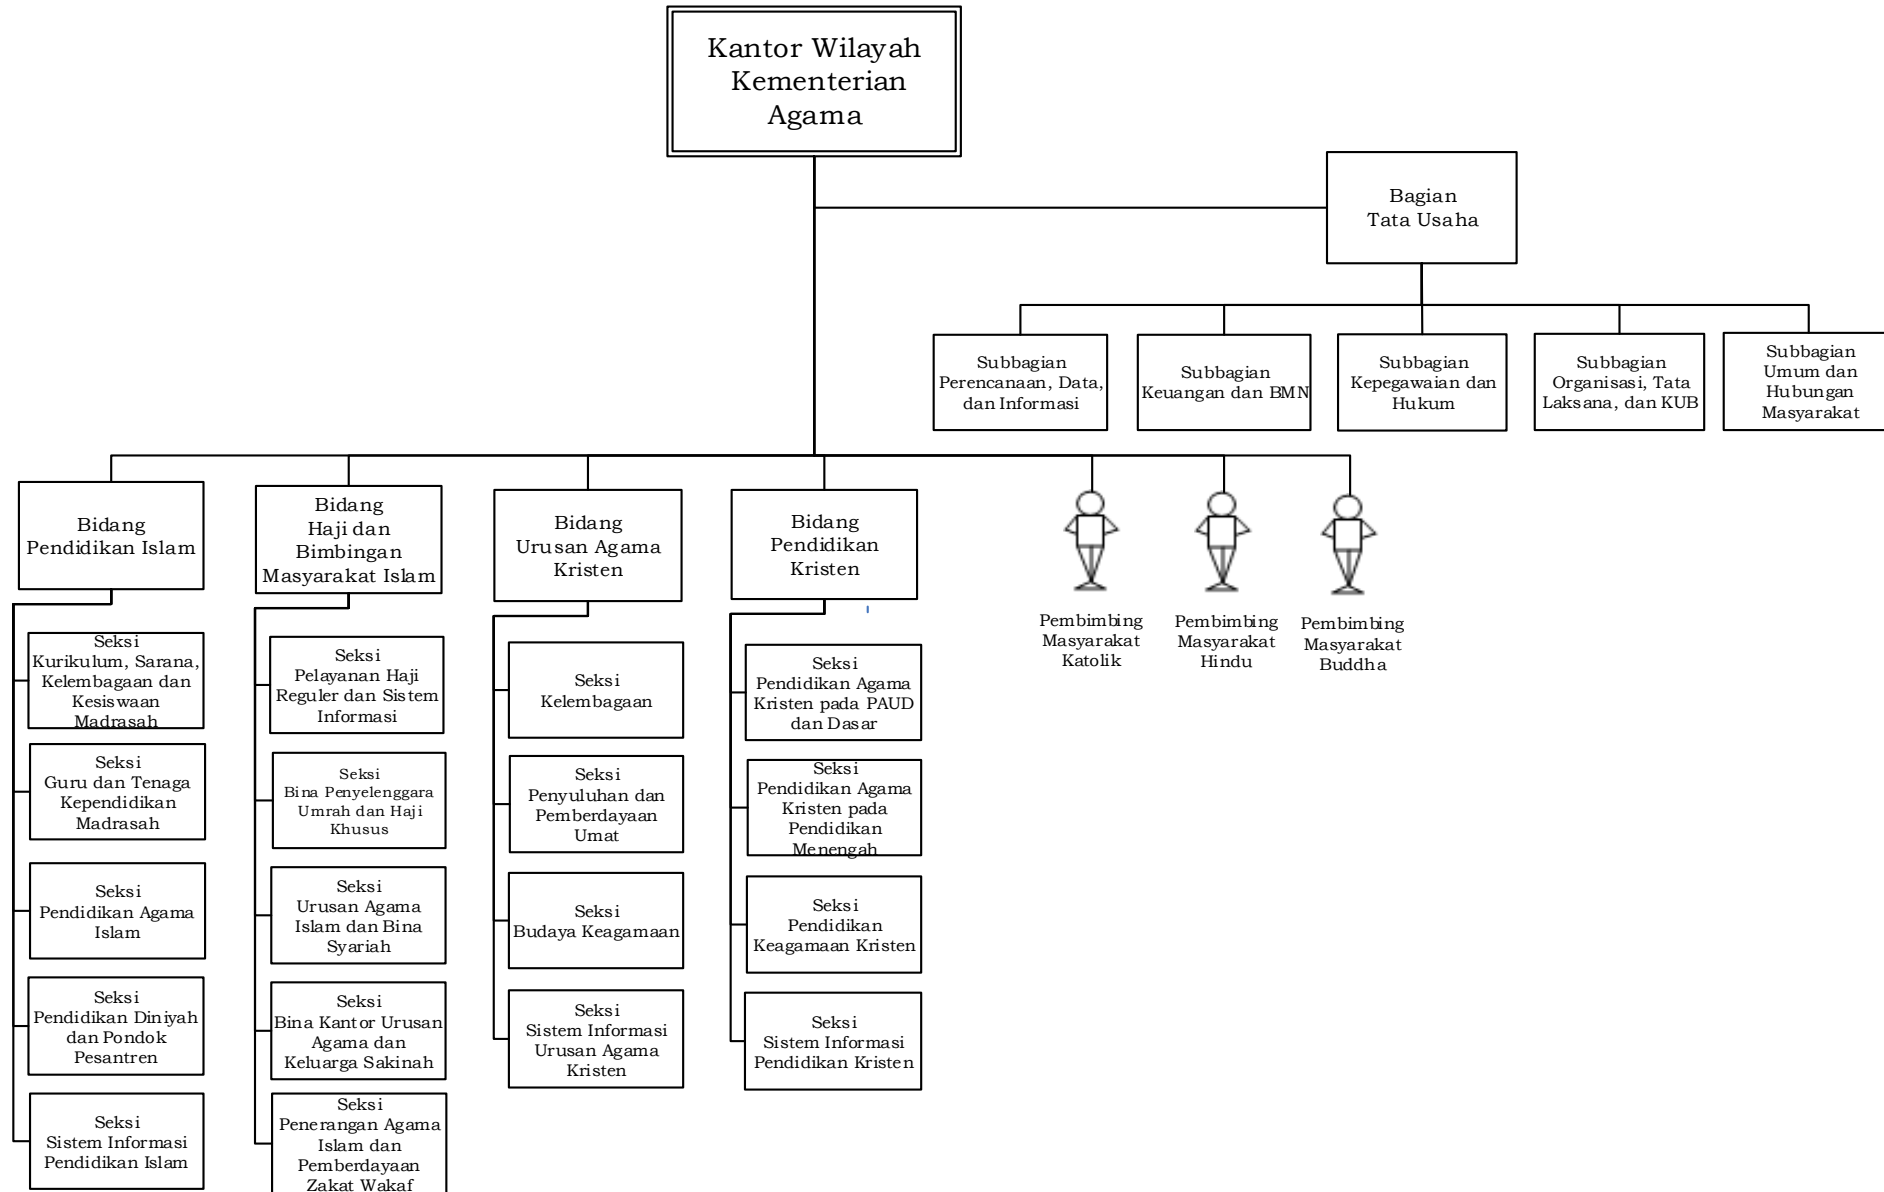 Kantor Wilayah
Kementerian
Agama
Bagian
Tata Usaha
Subbagian
Perencanaan, Data,
dan Informasi
Subbagian
Keuangan dan BMN
Subbagian
Kepegawaian dan
Hukum
Subbagian
Organisasi, Tata
Laksana, dan KUB
Subbagian
Umum dan
Hubungan
Masyarakat
Bidang
Pendidikan Islam
Seksi
Kurikulum, Sarana,
Kelembagaan dan
Kesiswaan
Madrasah
Seksi
Guru dan Tenaga
Kependidikan
Madrasah
Seksi
Pendidikan Agama
Islam
Seksi
Pendidikan Diniyah
dan Pondok
Pesantren
Seksi
Sistem Informasi
Pendidikan Islam
Bidang
Haji dan
Bimbingan
Masyarakat Islam
Seksi
Pelayanan Haji
Reguler dan Sistem
Informasi
Seksi
Bina Penyelenggara
Umrah dan Haji
Khusus
Seksi
Urusan Agama
Islam dan Bina
Syariah
Seksi
Bina Kantor Urusan
Agama dan
Keluarga Sakinah
Seksi
Penerangan Agama
Islam dan
Pemberdayaan
Zakat Wakaf
Bidang
Urusan Agama
Kristen
Seksi
Kelembagaan
Seksi
Penyuluhan dan
Pemberdayaan
Umat
Seksi
Budaya Keagamaan
Seksi
Sistem Informasi
Urusan Agama
Kristen
Bidang
Pendidikan
Kristen
Seksi
Pendidikan Agama
Kristen pada PAUD
dan Dasar
Seksi
Pendidikan Agama
Kristen pada
Pendidikan
Menengah
Seksi
Pendidikan
Keagamaan Kristen
Seksi
Sistem Informasi
Pendidikan Kristen
Pembimbing
Masyarakat
Katolik
Pembimbing
Masyarakat
Hindu
Pembimbing
Masyarakat
Buddha